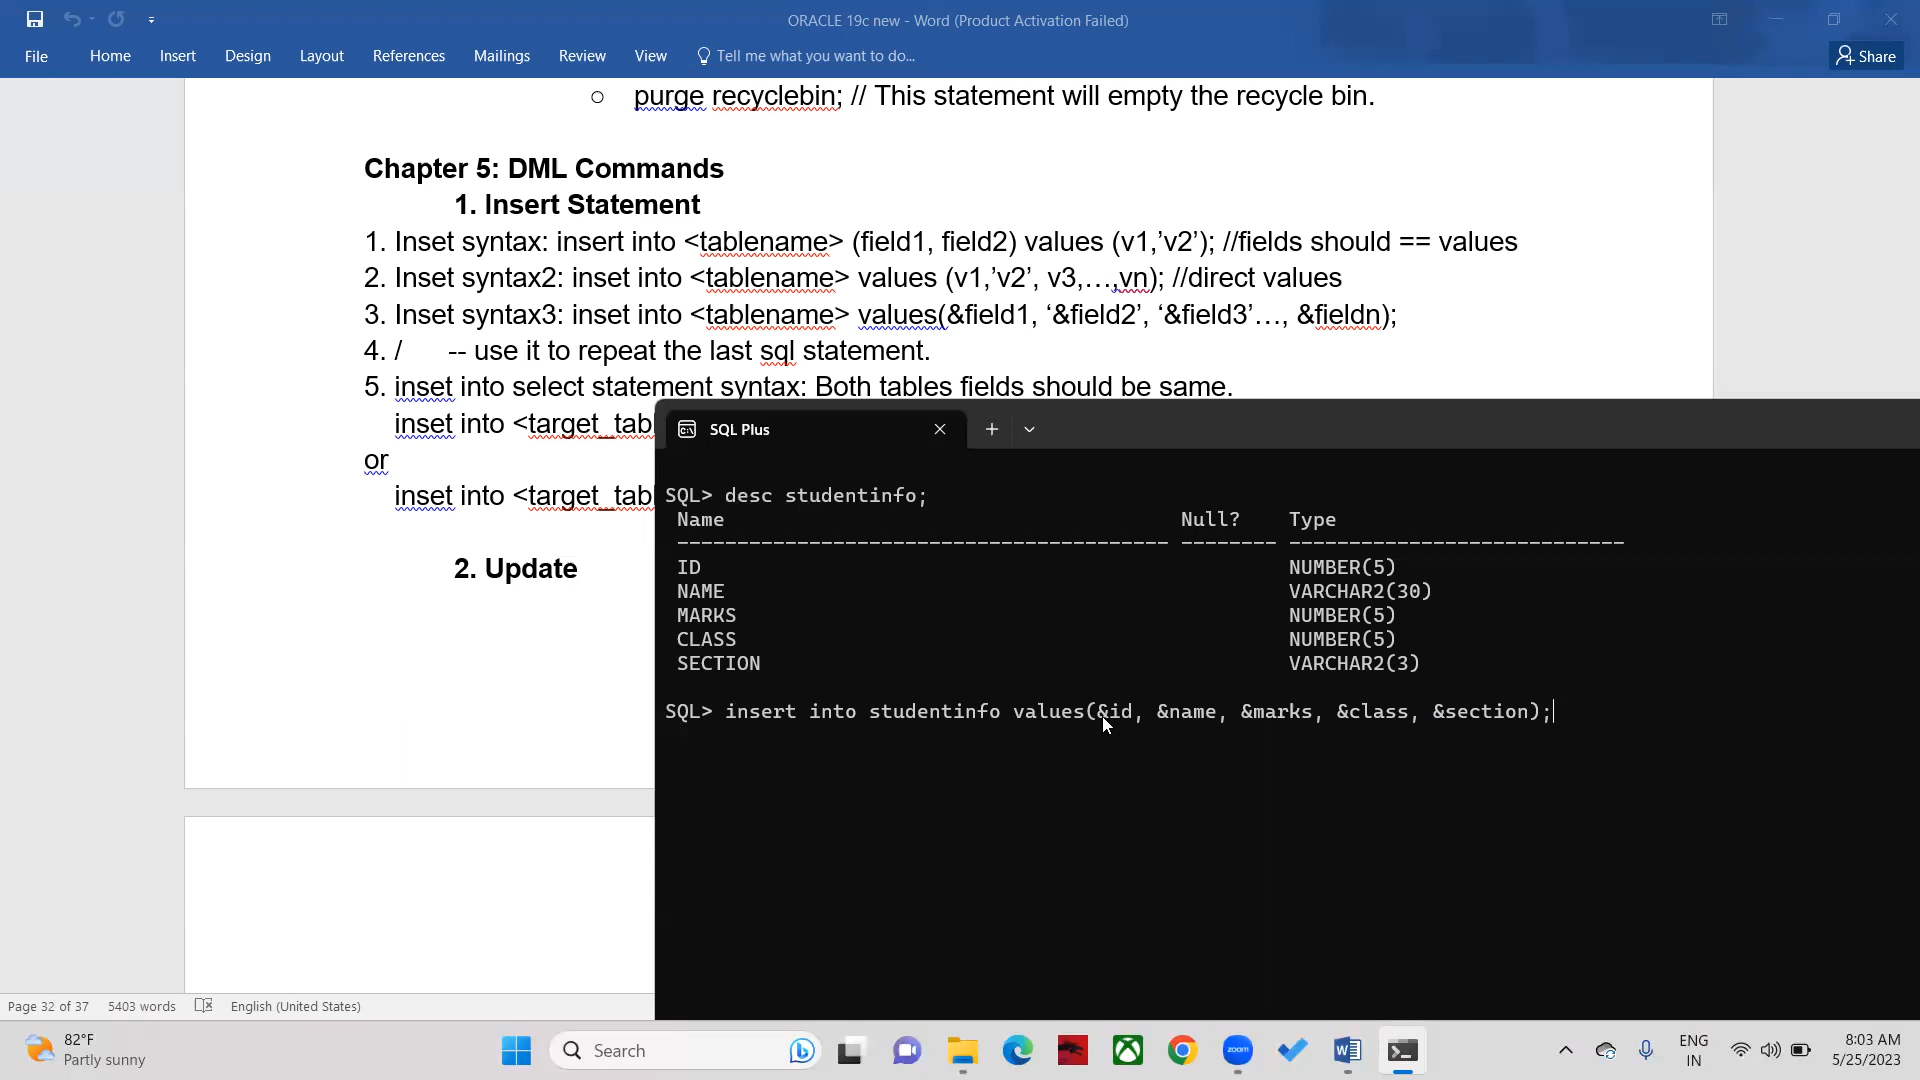 ORACLE 19c new - Word (Product Activation Failed)
File Home Insert Design Layout References Mailings Review View Tell me what you want to do... Share
○ purge recyclebin; // This statement will empty the recycle bin.
Chapter 5: DML Commands
1. Insert Statement
1. Inset syntax: insert into <tablename> (field1, field2) values (v1,’v2’); //fields should == values
2. Inset syntax2: inset into <tablename> values (v1,’v2’, v3,…,vn); //direct values
3. Inset syntax3: inset into <tablename> values(&field1, ‘&field2’, ‘&field3’…, &fieldn);
4. / -- use it to repeat the last sql statement.
5. inset into select statement syntax: Both tables fields should be same.
inset into <target_tabl
or
inset into <target_tabl
2. Update
SQL Plus
SQL> desc studentinfo;
Name Null? Type
----------------------------------------- -------- ----------------------------
ID NUMBER(5)
NAME VARCHAR2(30)
MARKS NUMBER(5)
CLASS NUMBER(5)
SECTION VARCHAR2(3)
SQL> insert into studentinfo values(&id, &name, &marks, &class, &section);
Page 32 of 37 5403 words English (United States)
82°F
Partly sunny
Search
zoom
ENG
IN
8:03 AM
5/25/2023